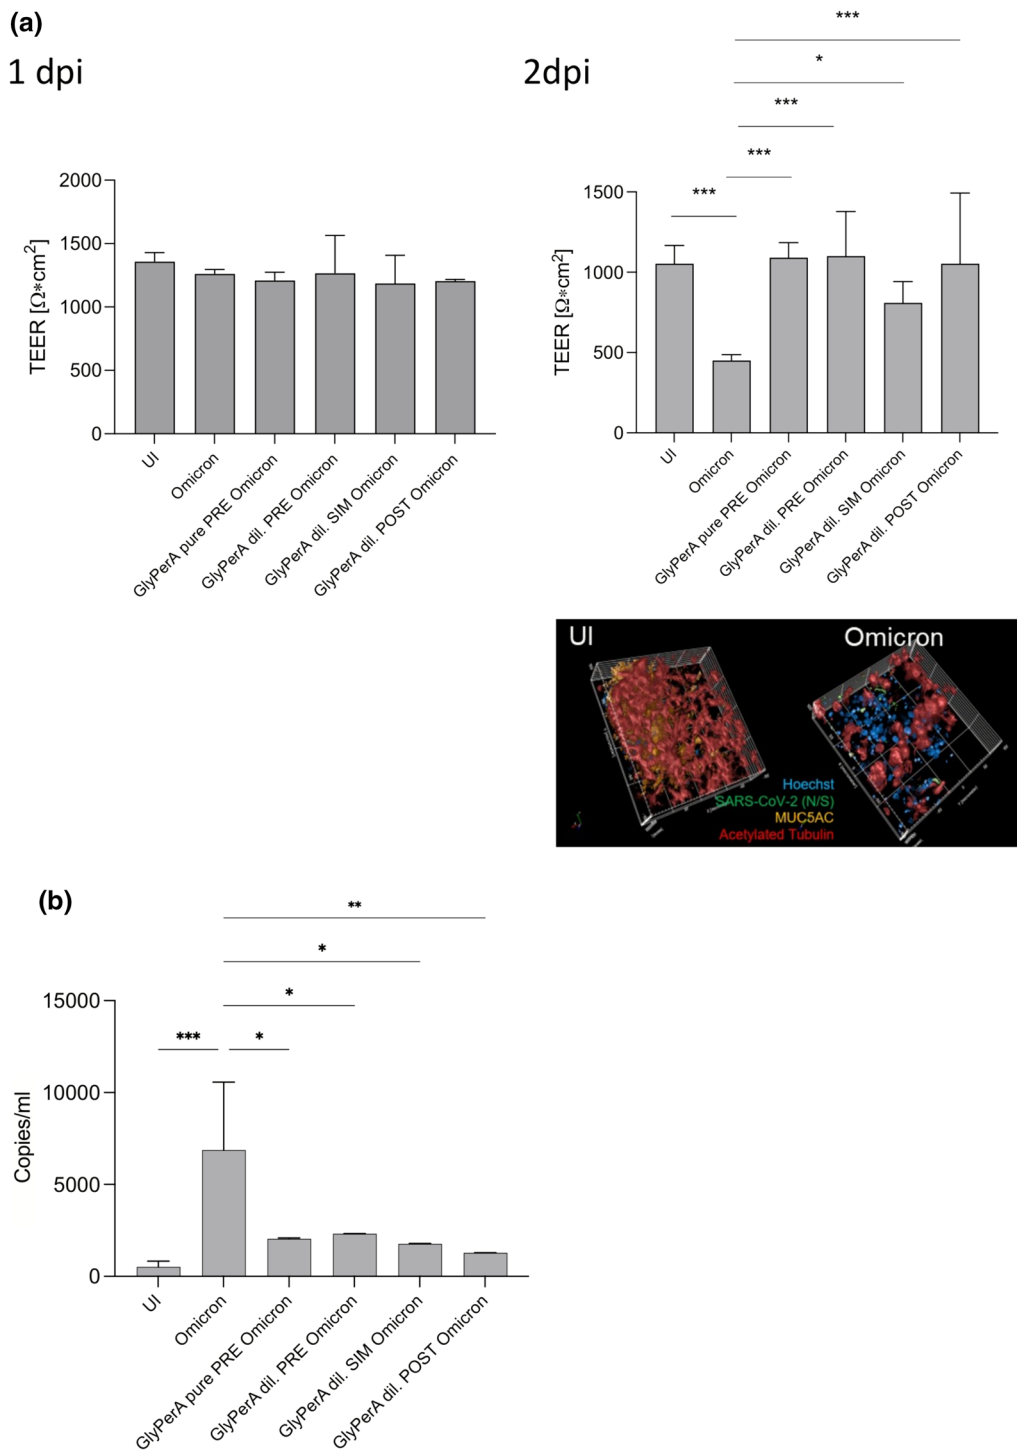 (a)
1 dpi
2dpi
***
*
***
***
***
2000
1500
1000
500
0
TEER [Ω*cm2]
UI
Omicron
GlyPerA pure PRE Omicron
GlyPerA dil. PRE Omicron
GlyPerA dil. SIM Omicron
GlyPerA dil. POST Omicron
1500
1000
500
0
TEER [Ω*cm2]
UI
Omicron
GlyPerA pure PRE Omicron
GlyPerA dil. PRE Omicron
GlyPerA dil. SIM Omicron
GlyPerA dil. POST Omicron
UI
Omicron
Hoechst
SARS-CoV-2 (N/S)
MUC5AC
Acetylated Tubulin
(b)
**
*
*
***
*
15000
10000
5000
0
Copies/ml
UI
Omicron
GlyPerA pure PRE Omicron
GlyPerA dil. PRE Omicron
GlyPerA dil. SIM Omicron
GlyPerA dil. POST Omicron